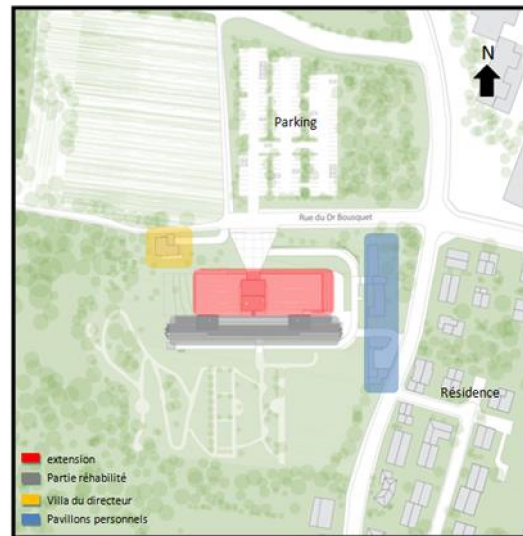 N
Parking
Rue du Dr Bousquet
Résidence
extension
Partie réhabilité
Villa du directeur
Pavillons personnels